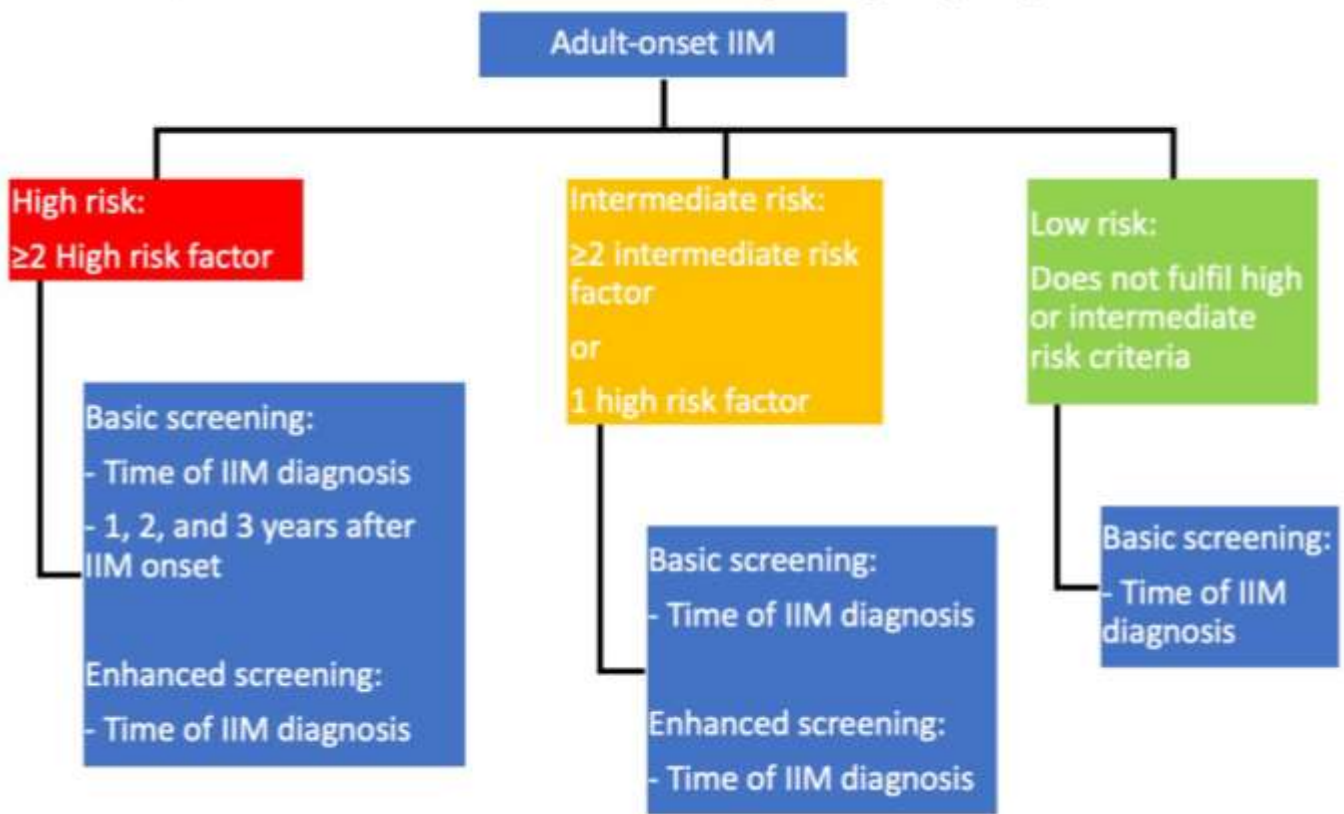 Adult-onset IIM
High risk:
≥2 High risk factor
Basic screening:
- Time of IIM diagnosis
- 1, 2, and 3 years after
IIM onset
Enhanced screening:
- Time of IIM diagnosis
Intermediate risk:
≥2 intermediate risk
factor
or
1 high risk factor
Basic screening:
- Time of IIM diagnosis
Enhanced screening:
- Time of IIM diagnosis
Low risk:
Does not fulfil high
or intermediate
risk criteria
Basic screening:
- Time of IIM
diagnosis